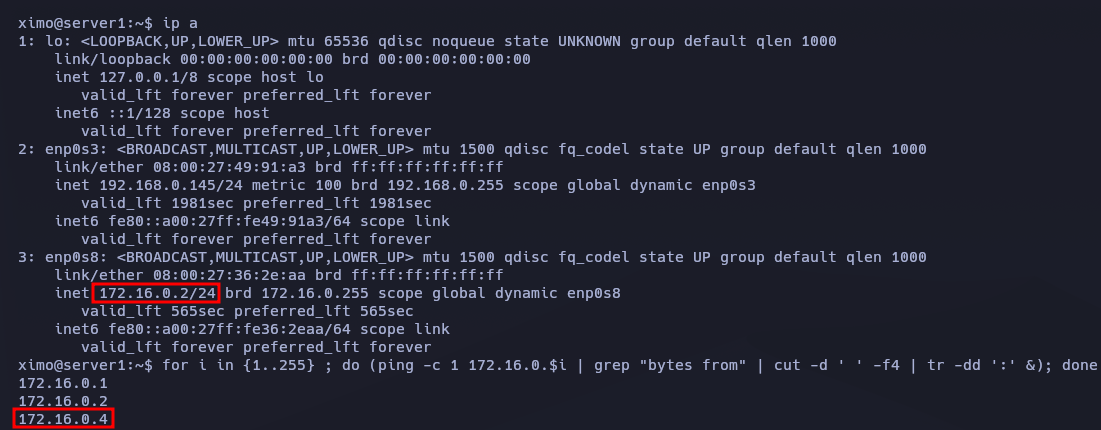 ximo@server1:~$ ip a
1: lo: <LOOPBACK,UP,LOWER_UP> mtu 65536 qdisc noqueue state UNKNOWN group default qlen 1000
    link/loopback 00:00:00:00:00:00 brd 00:00:00:00:00:00
    inet 127.0.0.1/8 scope host lo
       valid_lft forever preferred_lft forever
    inet6 ::1/128 scope host
       valid_lft forever preferred_lft forever
2: enp0s3: <BROADCAST,MULTICAST,UP,LOWER_UP> mtu 1500 qdisc fq_codel state UP group default qlen 1000
    link/ether 08:00:27:49:91:a3 brd ff:ff:ff:ff:ff:ff
    inet 192.168.0.145/24 metric 100 brd 192.168.0.255 scope global dynamic enp0s3
       valid_lft 1981sec preferred_lft 1981sec
    inet6 fe80::a00:27ff:fe49:91a3/64 scope link
       valid_lft forever preferred_lft forever
3: enp0s8: <BROADCAST,MULTICAST,UP,LOWER_UP> mtu 1500 qdisc fq_codel state UP group default qlen 1000
    link/ether 08:00:27:36:2e:aa brd ff:ff:ff:ff:ff:ff
    inet 172.16.0.2/24 brd 172.16.0.255 scope global dynamic enp0s8
       valid_lft 565sec preferred_lft 565sec
    inet6 fe80::a00:27ff:fe36:2eaa/64 scope link
       valid_lft forever preferred_lft forever
ximo@server1:~$ for i in {1..255} ; do (ping -c 1 172.16.0.$i | grep "bytes from" | cut -d ' ' -f4 | tr -dd ':' &); done
172.16.0.1
172.16.0.2
172.16.0.4